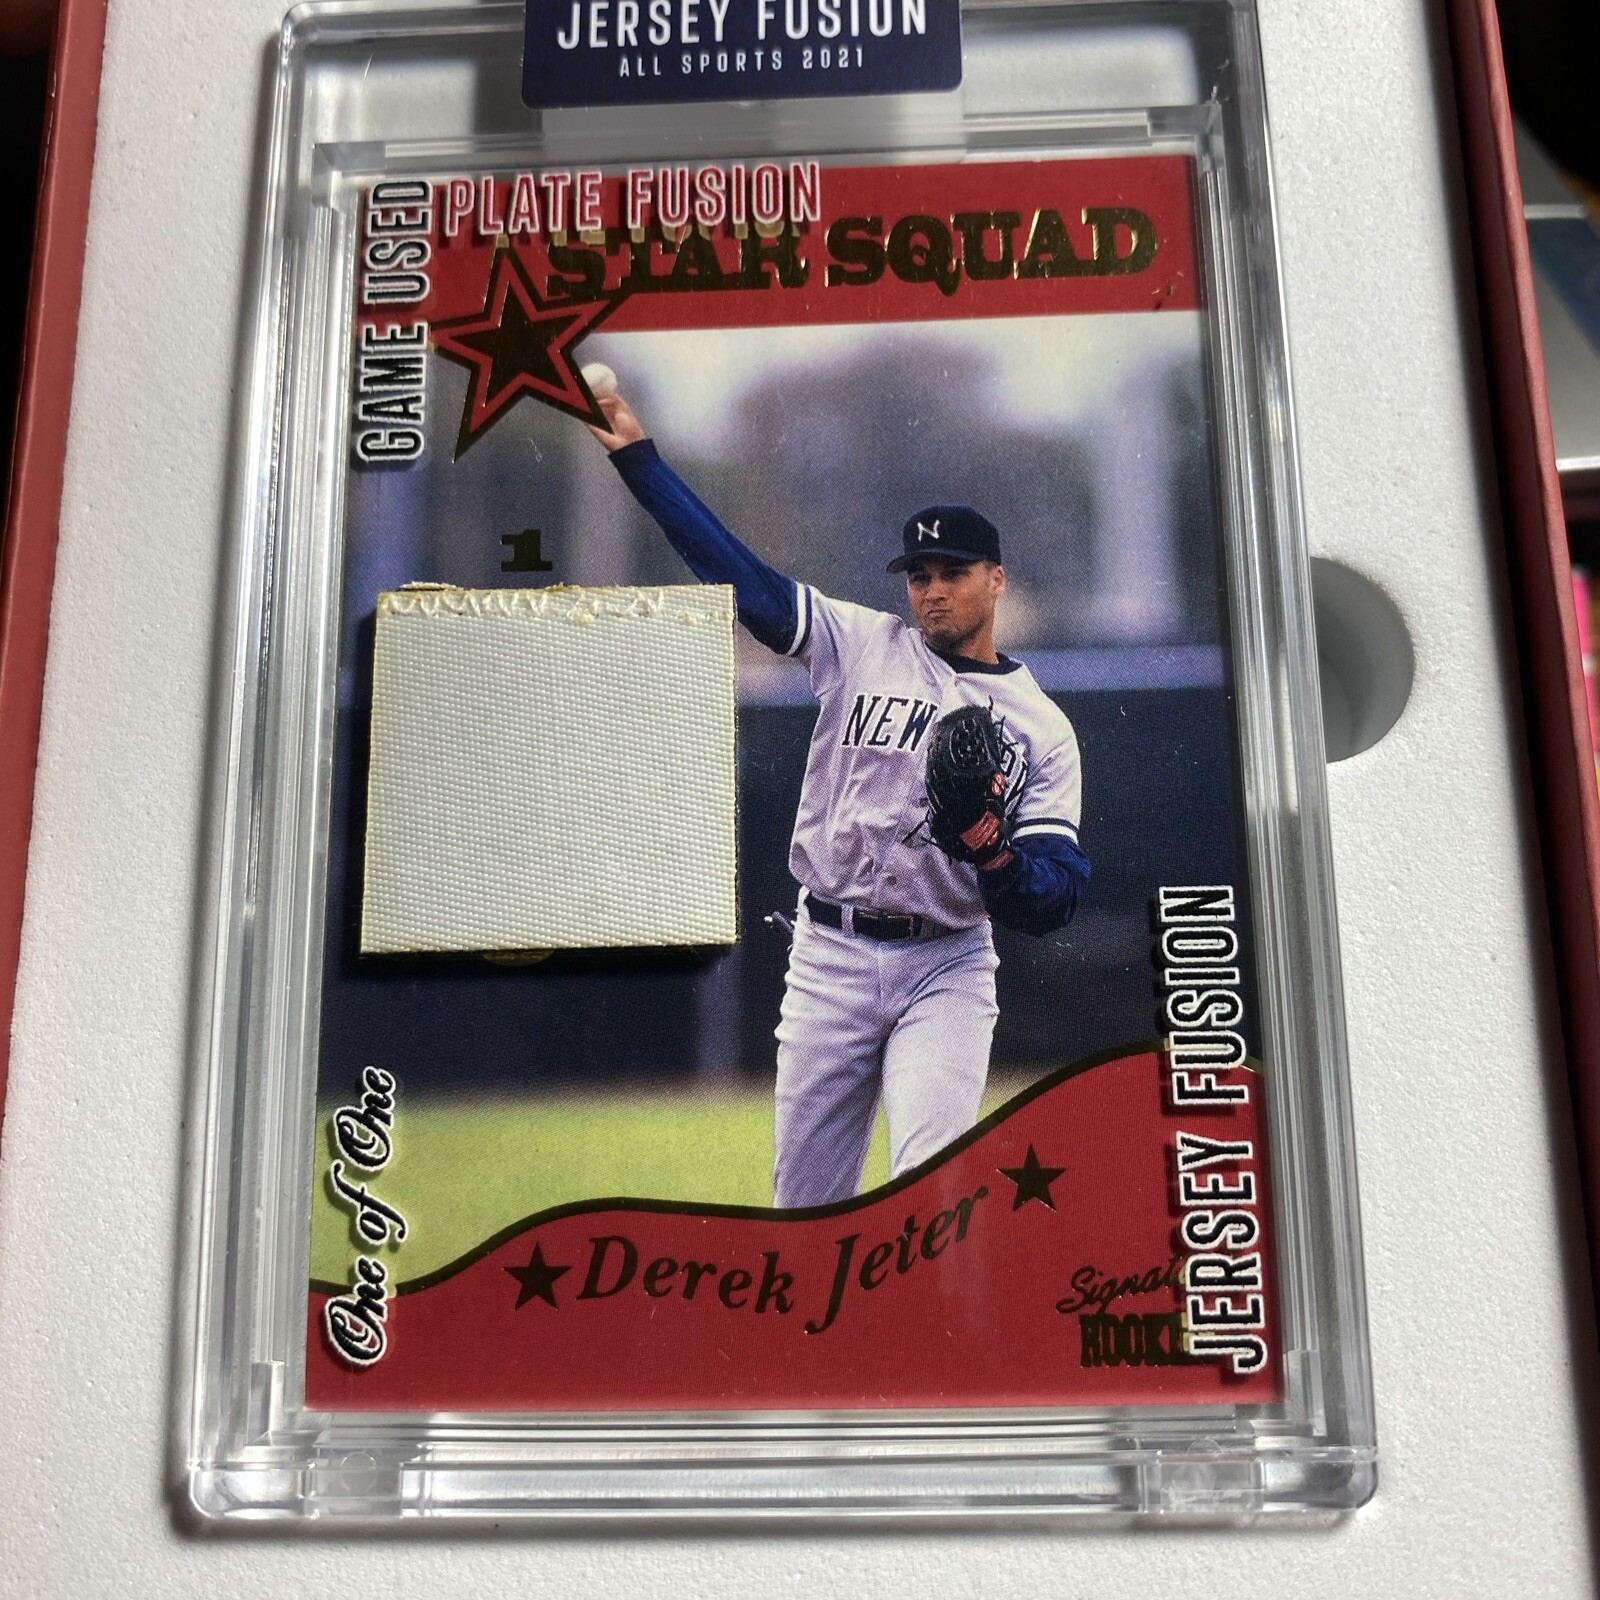 JERSEY FUSION
ALL SPORTS 2021
GAME USED
PLATE FUSION
STAR SQUAD
1
N
NEW
One of One
Derek Jeter
JERSEY FUSION